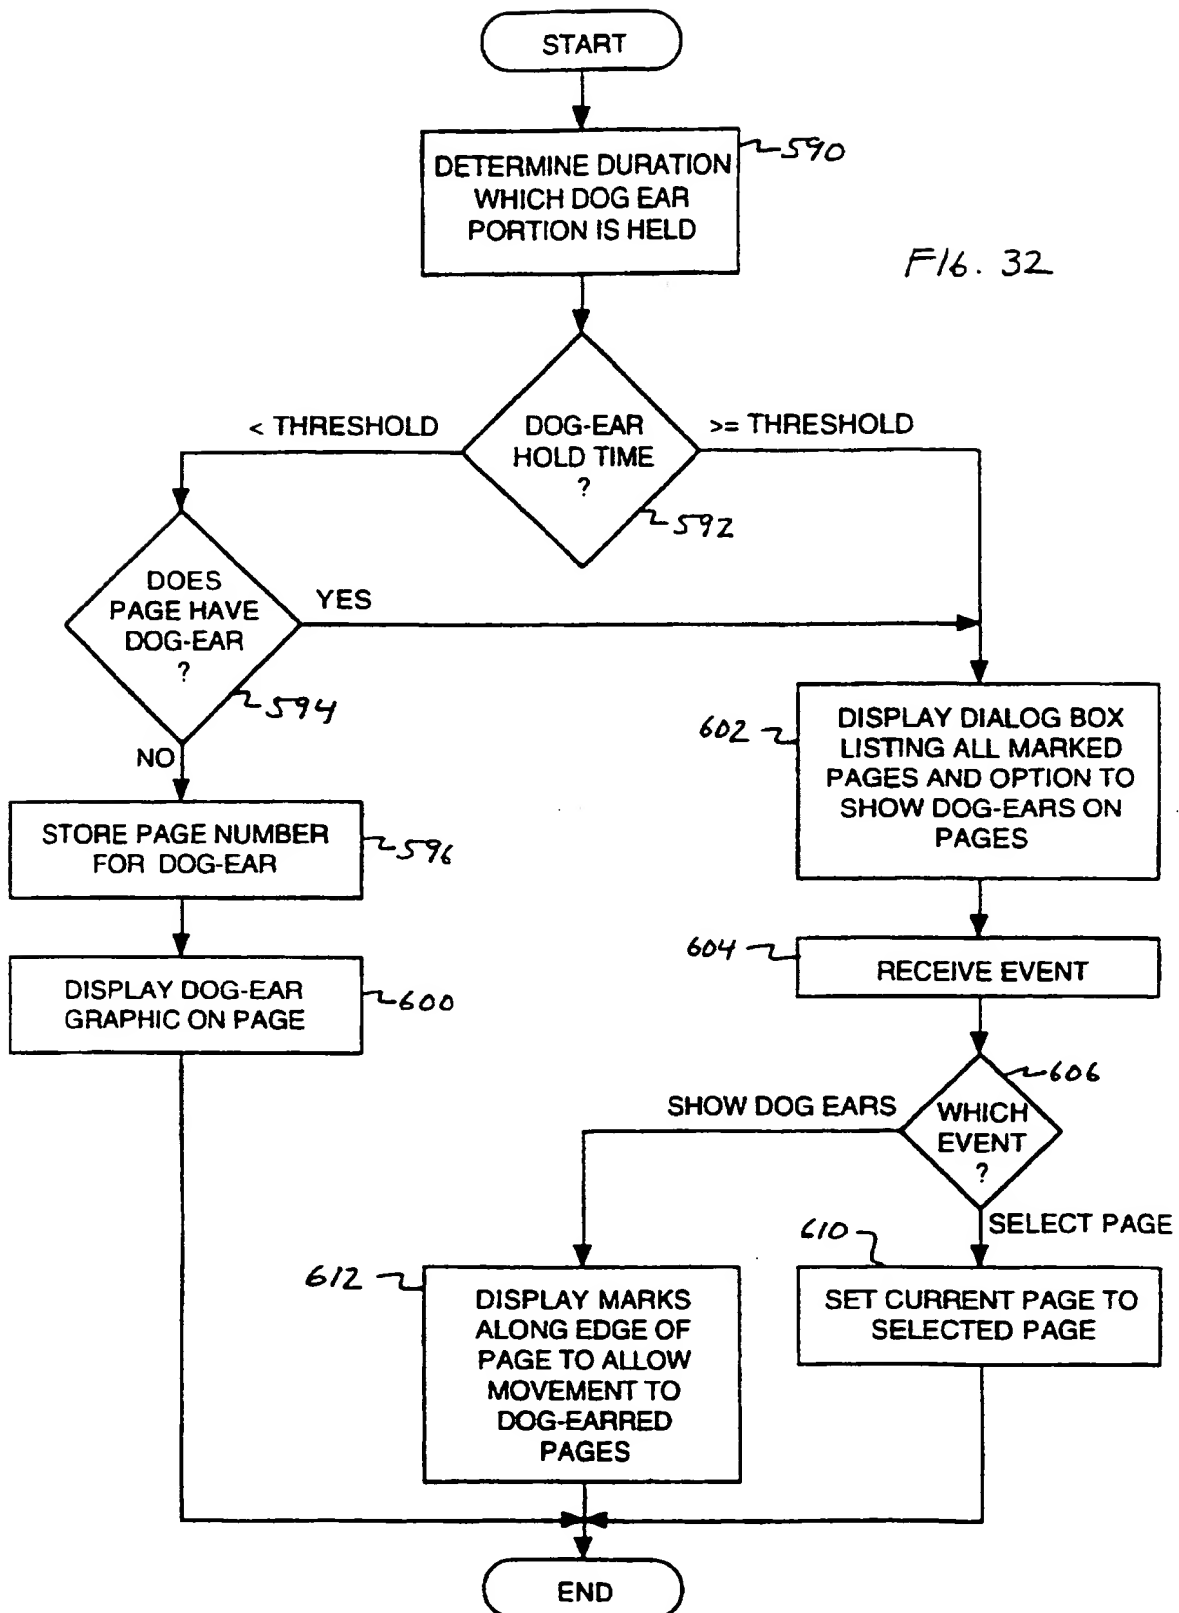 START
DETERMINE DURATION
WHICH DOG EAR
PORTION IS HELD
590
FIG. 32
< THRESHOLD
DOG-EAR
HOLD TIME
?
>= THRESHOLD
592
DOES
PAGE HAVE
DOG-EAR
?
YES
594
NO
602
DISPLAY DIALOG BOX
LISTING ALL MARKED
PAGES AND OPTION TO
SHOW DOG-EARS ON
PAGES
STORE PAGE NUMBER
FOR DOG-EAR
596
604
RECEIVE EVENT
DISPLAY DOG-EAR
GRAPHIC ON PAGE
600
606
SHOW DOG EARS
WHICH
EVENT
?
SELECT PAGE
610
612
DISPLAY MARKS
ALONG EDGE OF
PAGE TO ALLOW
MOVEMENT TO
DOG-EARRED
PAGES
SET CURRENT PAGE TO
SELECTED PAGE
END